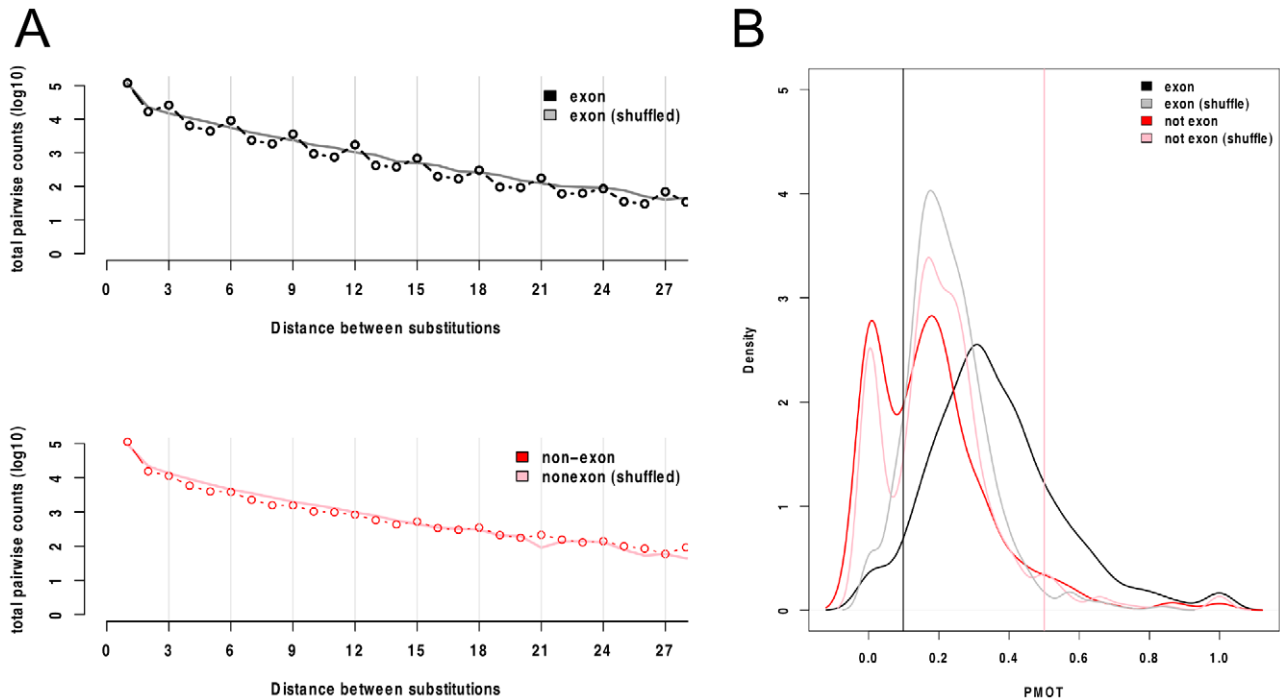 A
total pairwise counts (log10)
5
4
3
2
1
0
exon
exon (shuffled)
0 3 6 9 12 15 18 21 24 27
Distance between substitutions
total pairwise counts (log10)
5
4
3
2
1
0
non-exon
nonexon (shuffled)
0 3 6 9 12 15 18 21 24 27
Distance between substitutions
B
Density
5
4
3
2
1
0
exon
exon (shuffle)
not exon
not exon (shuffle)
0.0 0.2 0.4 0.6 0.8 1.0
PMOT